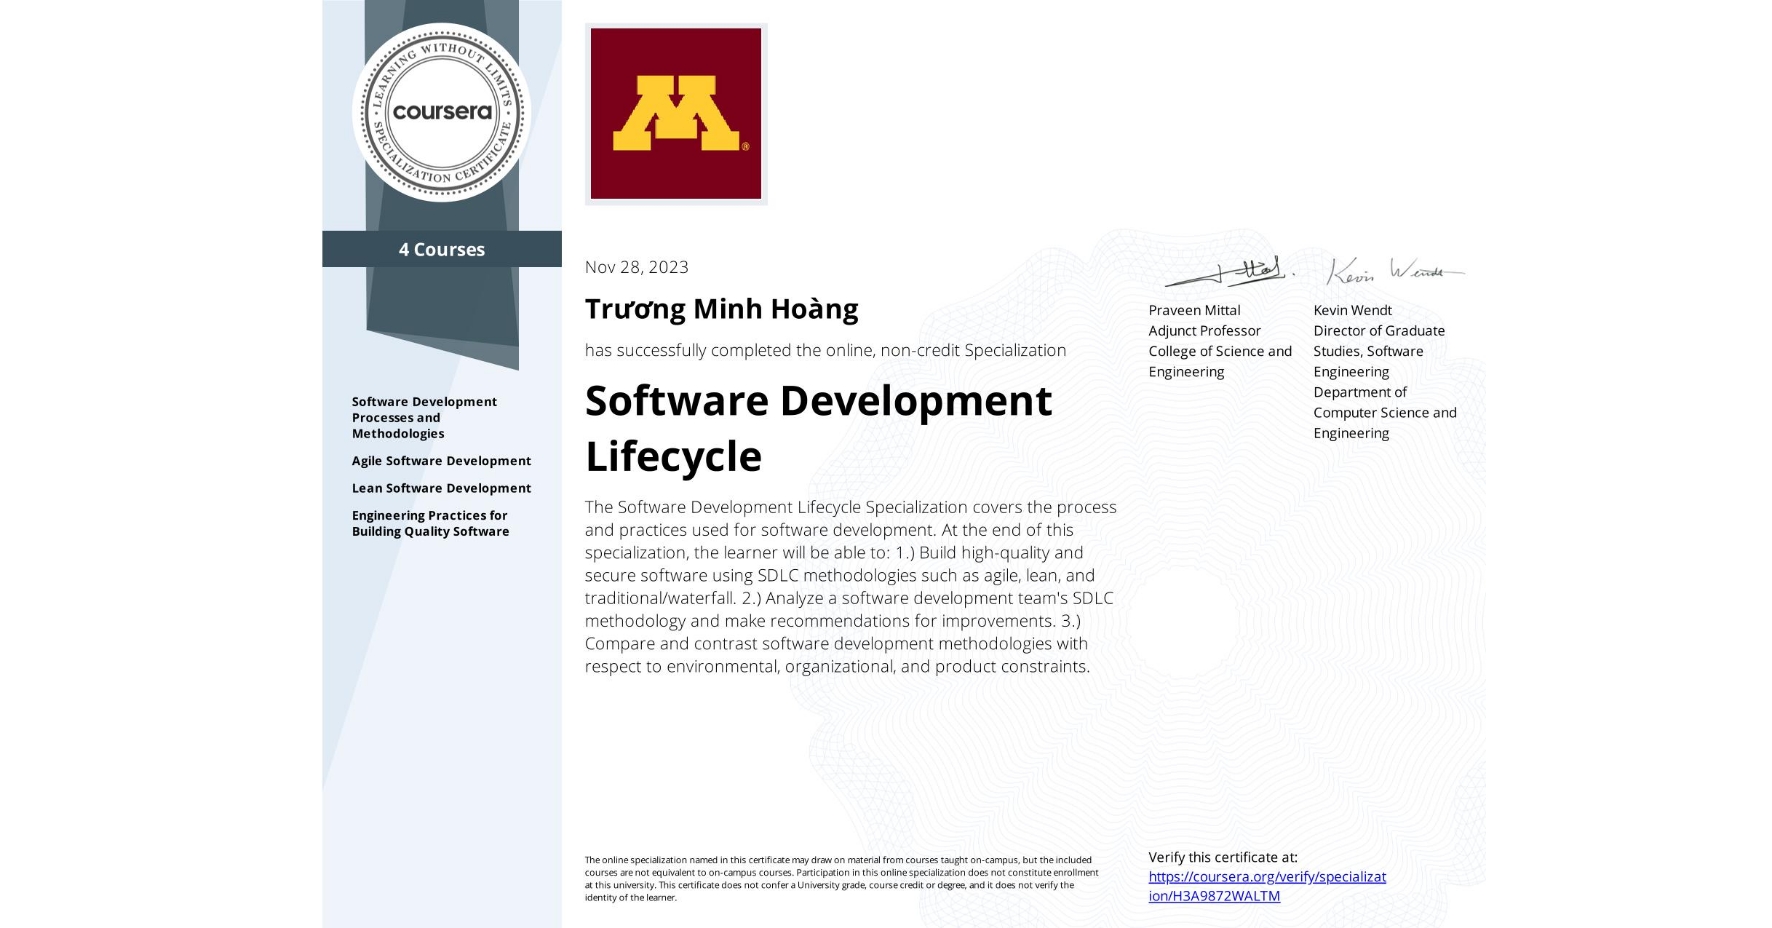 LEARNING WITHOUT LIMITS
coursera
SPECIALIZATION CERTIFICATE
4 Courses
Software Development
Processes and
Methodologies
Agile Software Development
Lean Software Development
Engineering Practices for
Building Quality Software
M
®
Nov 28, 2023
Trương Minh Hoàng
has successfully completed the online, non-credit Specialization
Software Development
Lifecycle
The Software Development Lifecycle Specialization covers the process
and practices used for software development. At the end of this
specialization, the learner will be able to: 1.) Build high-quality and
secure software using SDLC methodologies such as agile, lean, and
traditional/waterfall. 2.) Analyze a software development team's SDLC
methodology and make recommendations for improvements. 3.)
Compare and contrast software development methodologies with
respect to environmental, organizational, and product constraints.
The online specialization named in this certificate may draw on material from courses taught on-campus, but the included
courses are not equivalent to on-campus courses. Participation in this online specialization does not constitute enrollment
at this university. This certificate does not confer a University grade, course credit or degree, and it does not verify the
identity of the learner.
Praveen Mittal
Adjunct Professor
College of Science and
Engineering
Kevin Wendt
Kevin Wendt
Director of Graduate
Studies, Software
Engineering
Department of
Computer Science and
Engineering
Verify this certificate at:
https://coursera.org/verify/specializat
ion/H3A9872WALTM